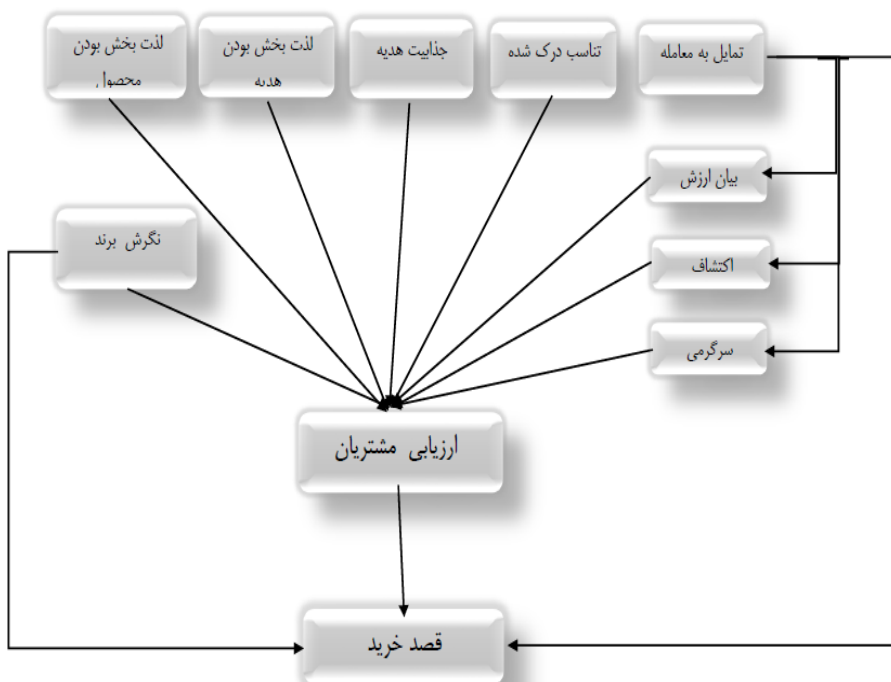 تمایل به معامله
تناسب درک شده
جذابیت هدیه
لذت بخش بودن
هدیه
لذت بخش بودن
محصول
بیان ارزش
نگرش برند
اکتشاف
سرگرمی
ارزیابی مشتریان
قصد خرید